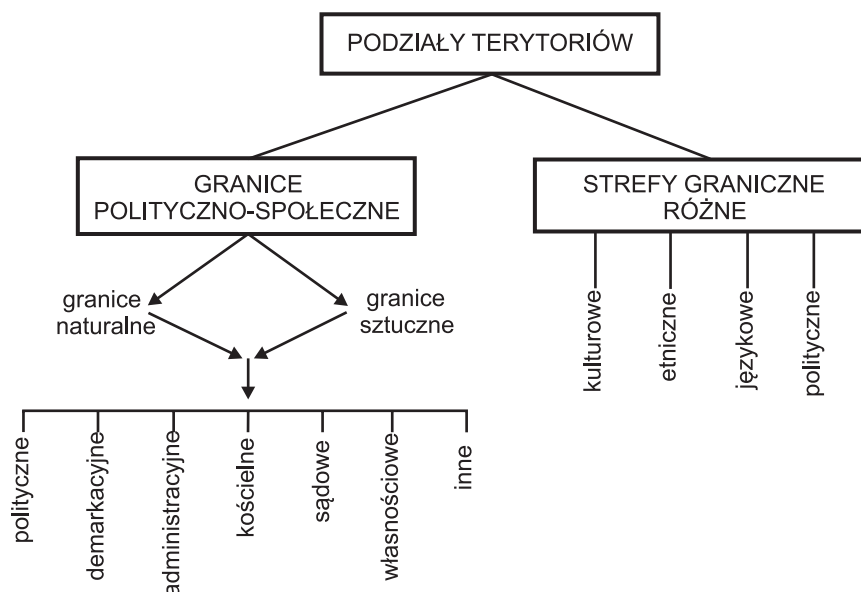 PODZIAŁY TERYTORIÓW
GRANICE
POLITYCZNO-SPOŁECZNE
STREFY GRANICZNE
RÓŻNE
granice
naturalne
granice
sztuczne
kulturowe
etniczne
językowe
polityczne
polityczne
demarkacyjne
administracyjne
kościelne
sądowe
własnościowe
inne